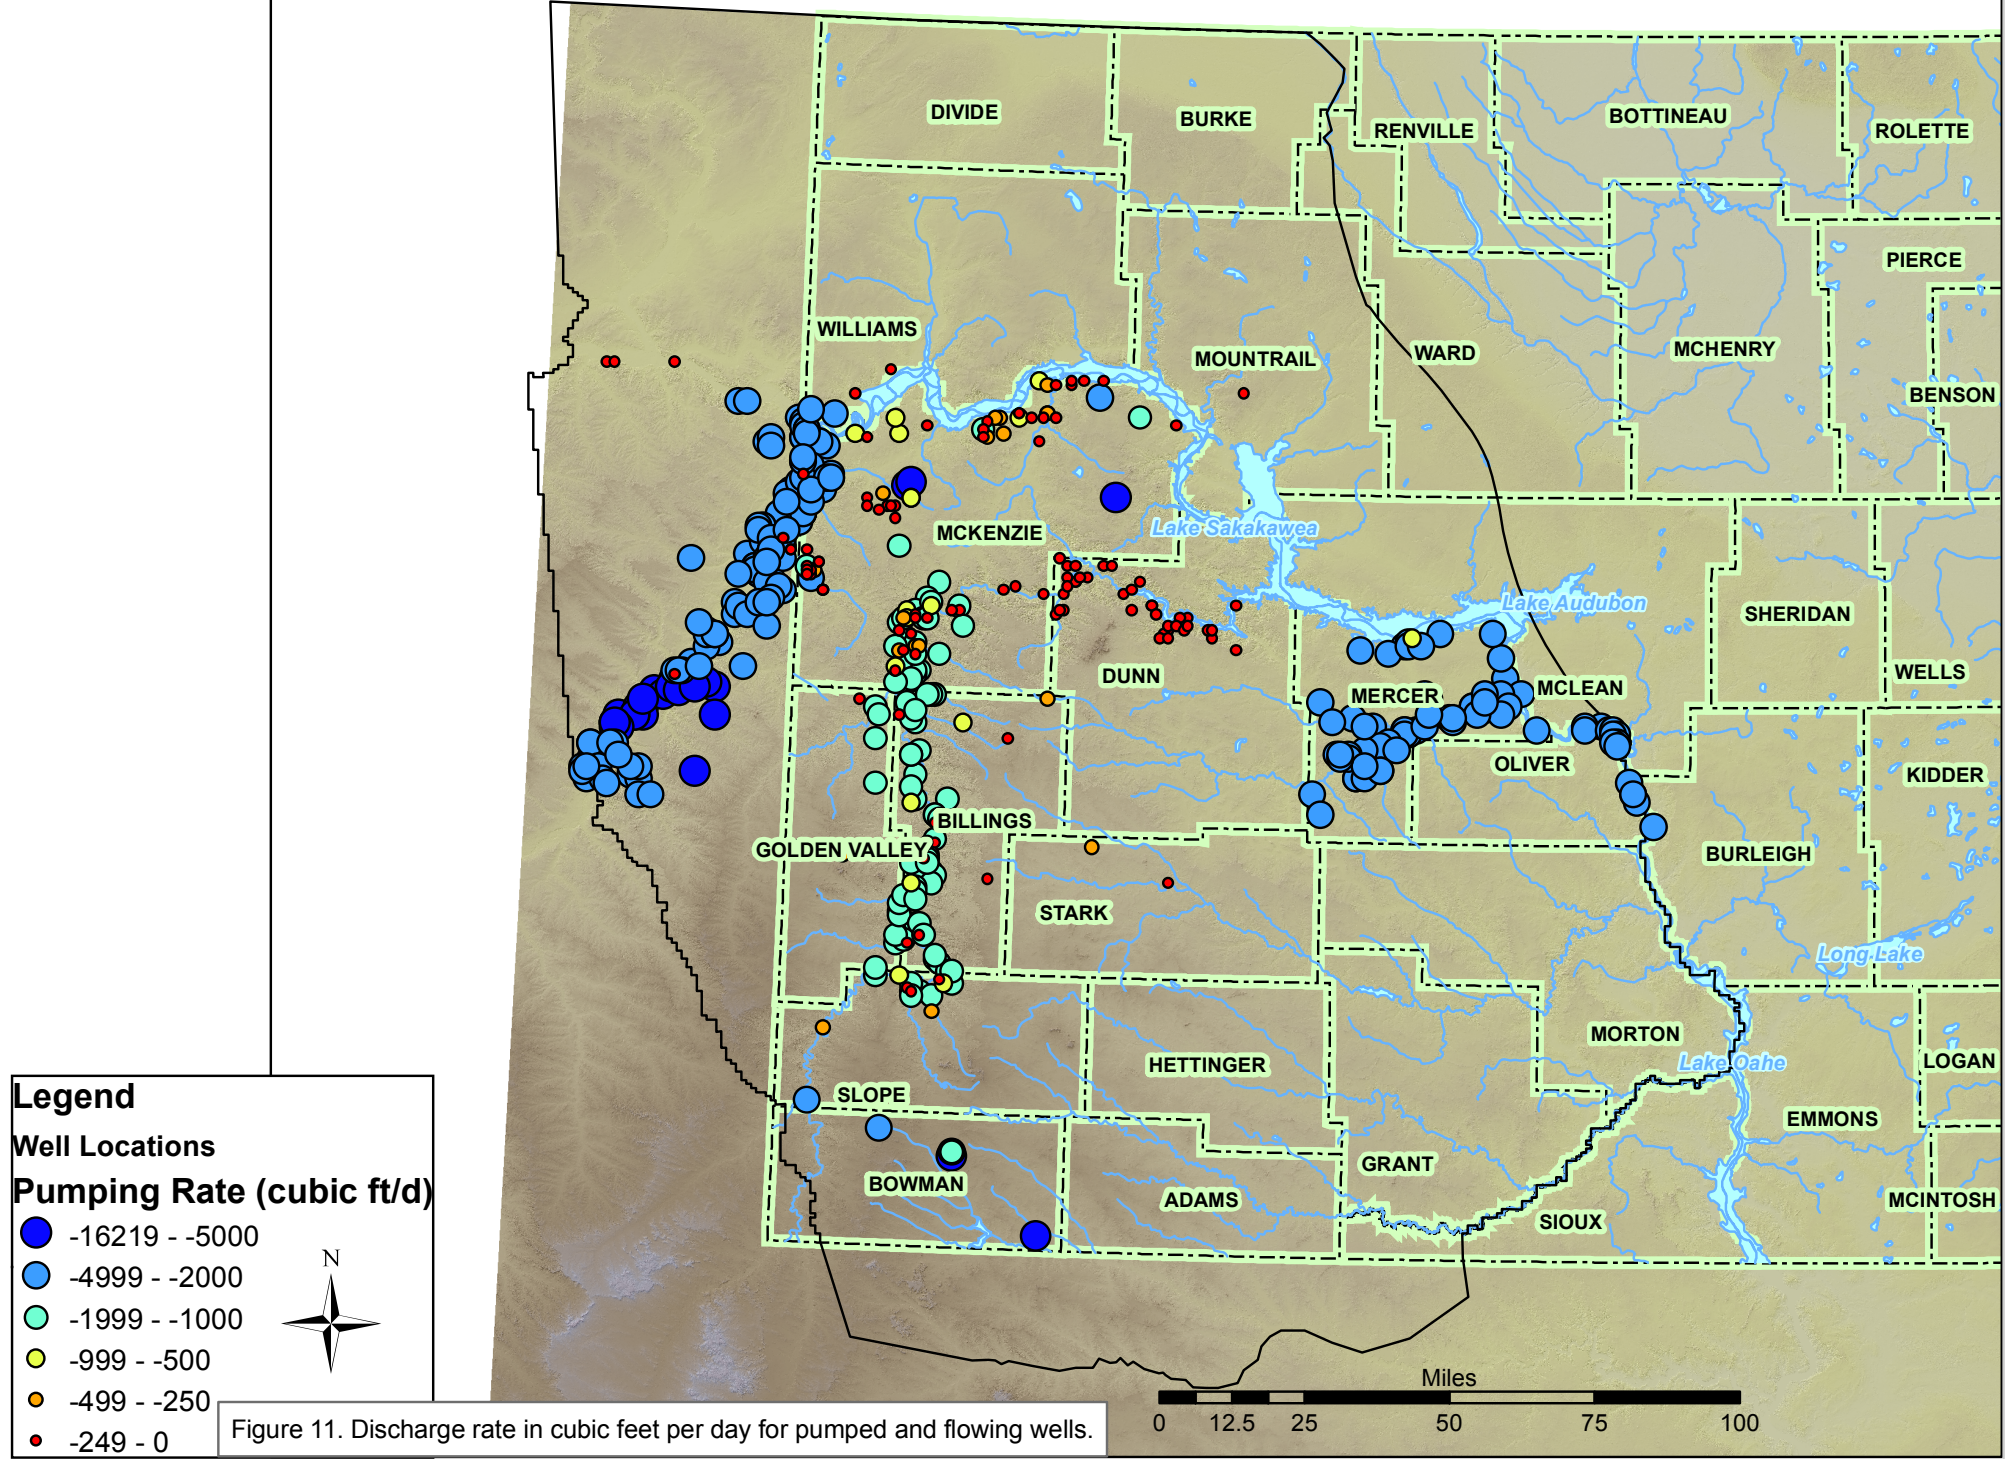 DIVIDE
BURKE
RENVILLE
BOTTINEAU
ROLETTE
PIERCE
WILLIAMS
MOUNTRAIL
WARD
MCHENRY
BENSON
MCKENZIE
Lake Sakakawea
Lake Audubon
SHERIDAN
WELLS
DUNN
MERCER
MCLEAN
OLIVER
KIDDER
BILLINGS
GOLDEN VALLEY
BURLEIGH
STARK
Long Lake
MORTON
HETTINGER
Lake Oahe
LOGAN
SLOPE
EMMONS
GRANT
BOWMAN
ADAMS
SIOUX
MCINTOSH
Legend
Well Locations
Pumping Rate (cubic ft/d)
-16219 - -5000
-4999 - -2000
-1999 - -1000
-999 - -500
-499 - -250
-249 - 0
N
Miles
0 12.5 25 50 75 100
Figure 11. Discharge rate in cubic feet per day for pumped and flowing wells.